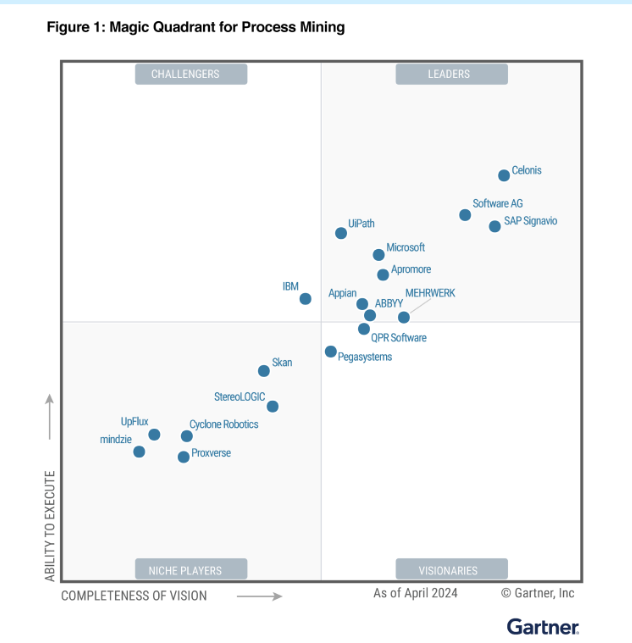 Figure 1: Magic Quadrant for Process Mining
CHALLENGERS
LEADERS
Celonis
Software AG
SAP Signavio
UiPath
Microsoft
Apromore
IBM
Appian
MEHRWERK
ABBYY
QPR Software
Pegasystems
Skan
StereoLOGIC
UpFlux
Cyclone Robotics
mindzie
Proxverse
NICHE PLAYERS
VISIONARIES
ABILITY TO EXECUTE
COMPLETENESS OF VISION
As of April 2024
© Gartner, Inc
Gartner